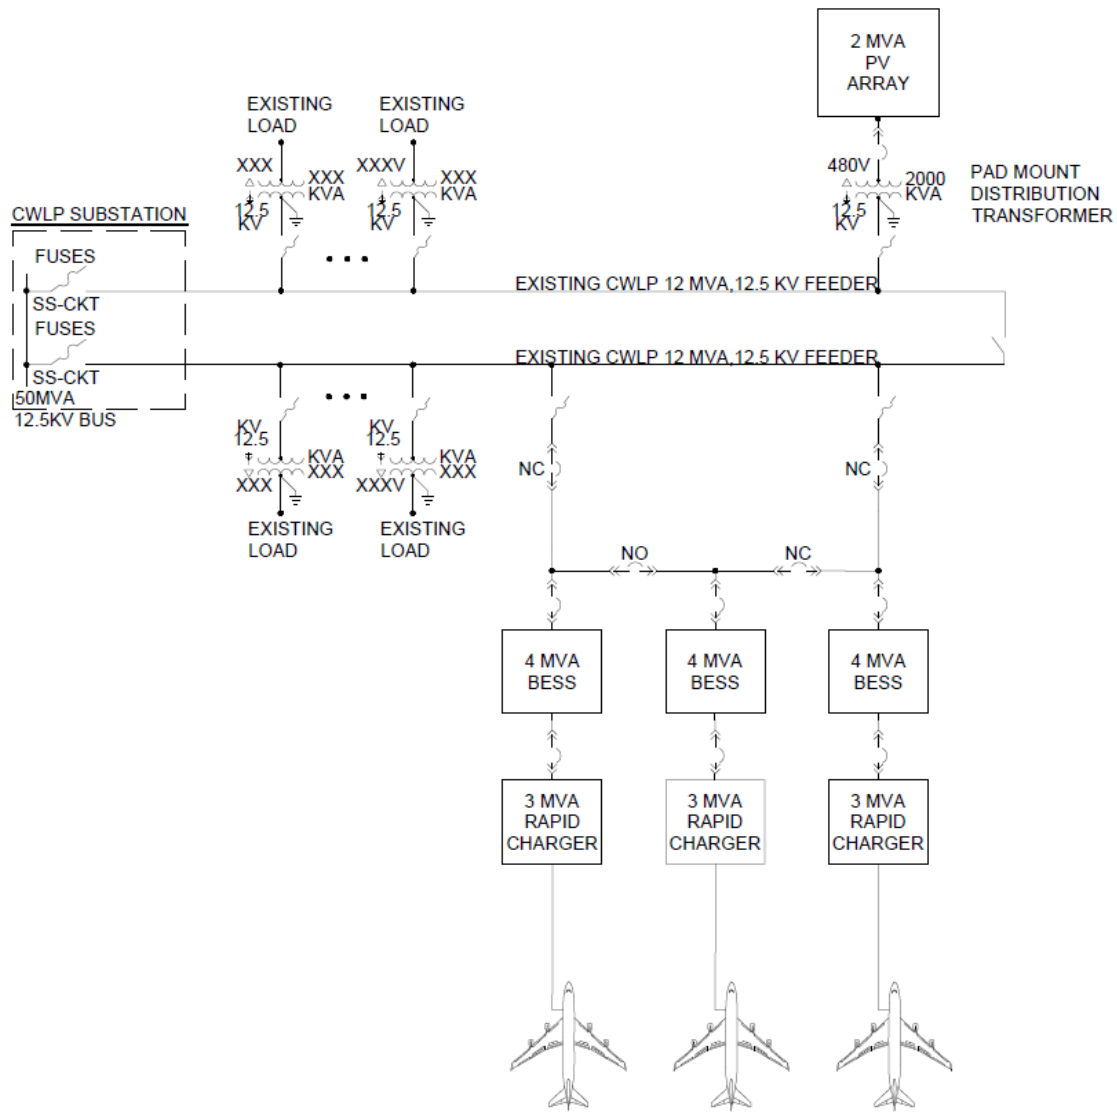 2 MVA
PV
ARRAY
EXISTING
LOAD
EXISTING
LOAD
XXX
XXX
KVA
12.5
KV
XXXV
XXX
KVA
12.5
KV
480V
2000
KVA
12.5
KV
PAD MOUNT
DISTRIBUTION
TRANSFORMER
CWLP SUBSTATION
FUSES
SS-CKT
FUSES
SS-CKT
50MVA
12.5KV BUS
EXISTING CWLP 12 MVA,12.5 KV FEEDER
EXISTING CWLP 12 MVA,12.5 KV FEEDER
KV
12.5
KVA
XXX
XXX
KV
12.5
KVA
XXX
XXXV
EXISTING
LOAD
EXISTING
LOAD
NC
NC
NO
NC
4 MVA
BESS
4 MVA
BESS
4 MVA
BESS
3 MVA
RAPID
CHARGER
3 MVA
RAPID
CHARGER
3 MVA
RAPID
CHARGER